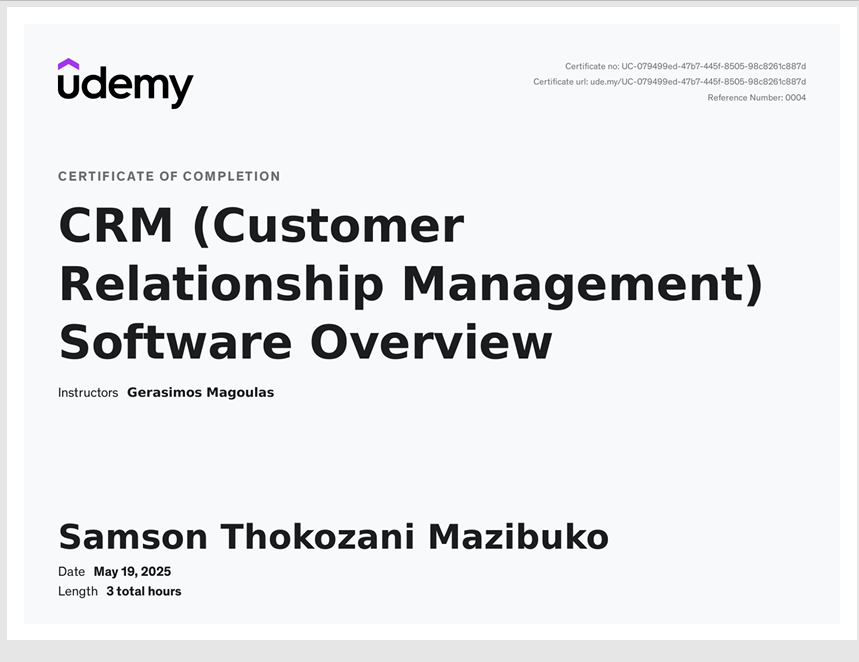 udemy
Certificate no: UC-079499ed-47b7-445f-8505-98c8261c887d
Certificate url: ude.my/UC-079499ed-47b7-445f-8505-98c8261c887d
Reference Number: 0004
CERTIFICATE OF COMPLETION
CRM (Customer
Relationship Management)
Software Overview
Instructors Gerasimos Magoulas
Samson Thokozani Mazibuko
Date May 19, 2025
Length 3 total hours